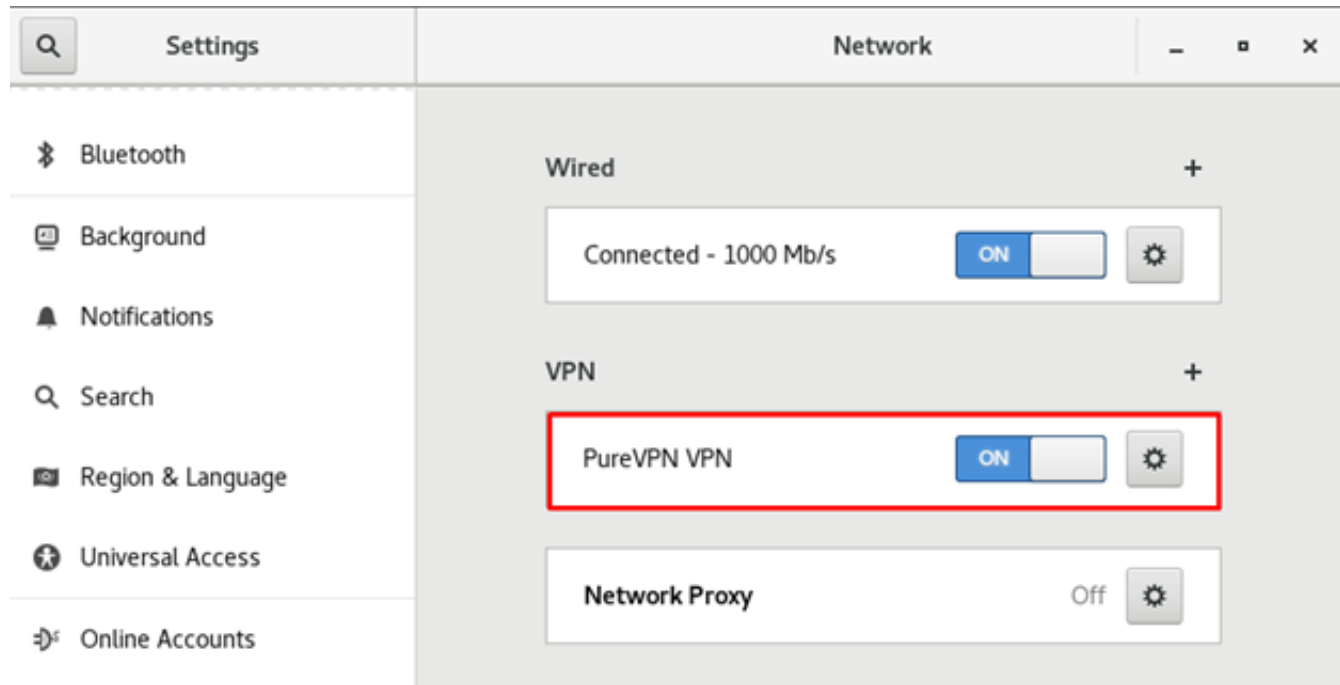 Settings
Network
Bluetooth
Background
Notifications
Search
Region & Language
Universal Access
Online Accounts
Wired
Connected - 1000 Mb/s
ON
VPN
PureVPN VPN
ON
Network Proxy
Off